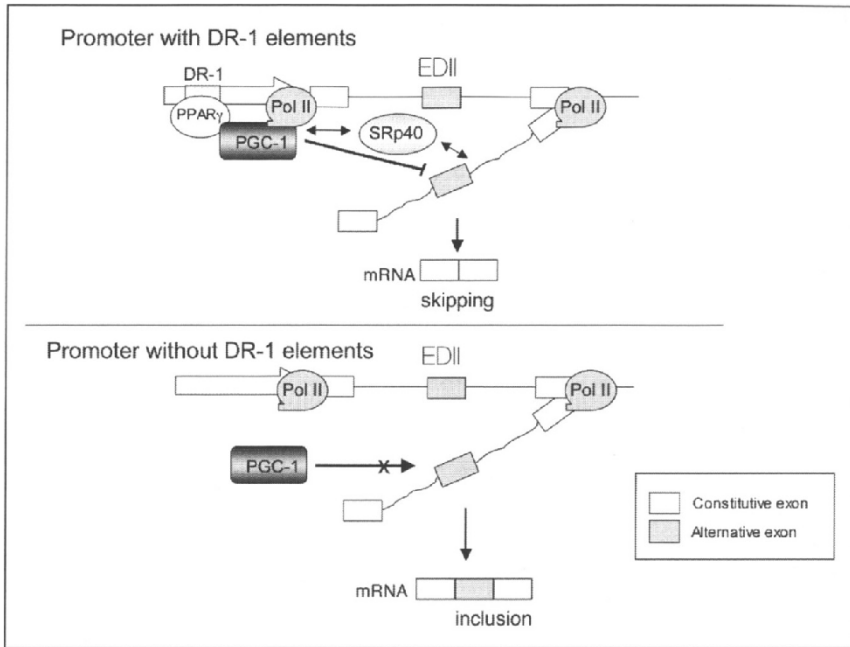 Promoter with DR-1 elements
DR-1
EDII
PPARγ
Pol II
Pol II
PGC-1
SRp40
mRNA
skipping
Promoter without DR-1 elements
EDII
Pol II
Pol II
PGC-1
x
Constitutive exon
Alternative exon
mRNA
inclusion